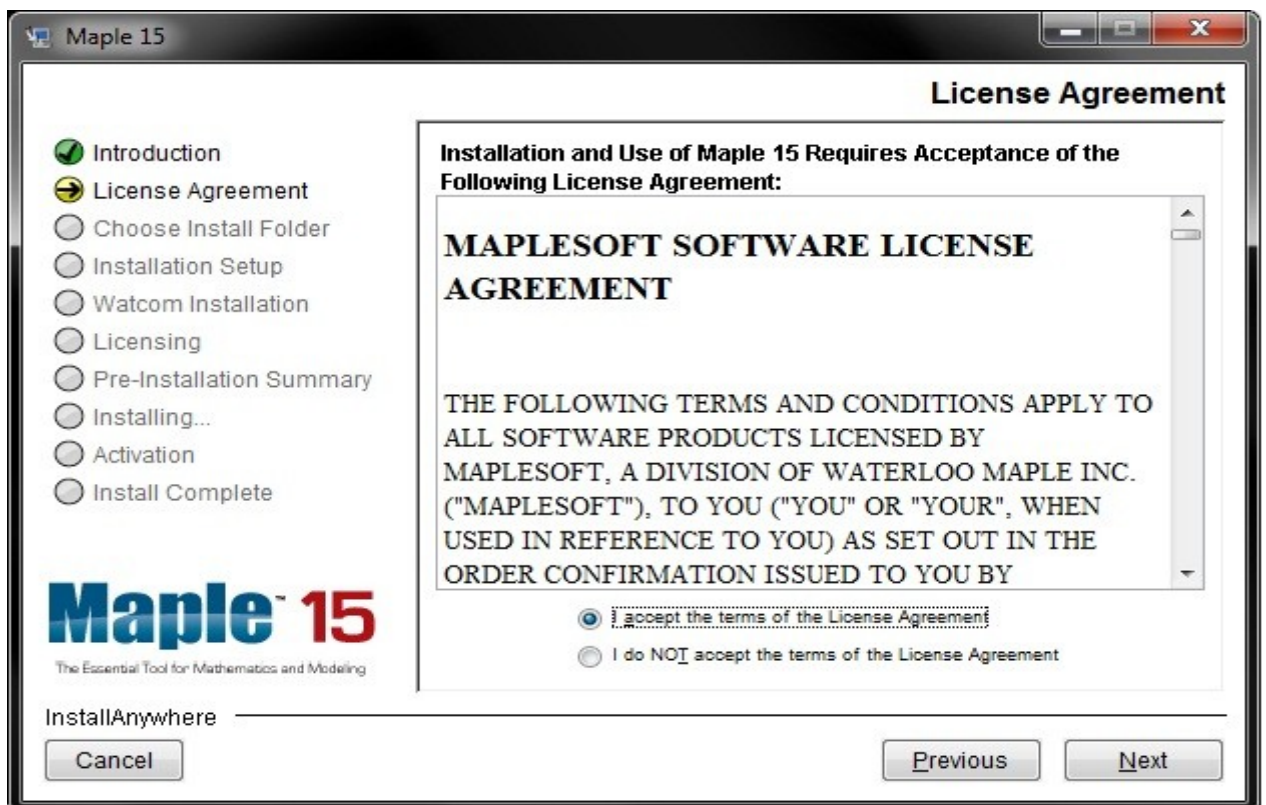 Maple 15
License Agreement
Introduction
License Agreement
Choose Install Folder
Installation Setup
Watcom Installation
Licensing
Pre-Installation Summary
Installing...
Activation
Install Complete
Maple™ 15
The Essential Tool for Mathematics and Modeling
Installation and Use of Maple 15 Requires Acceptance of the
Following License Agreement:
MAPLESOFT SOFTWARE LICENSE
AGREEMENT
THE FOLLOWING TERMS AND CONDITIONS APPLY TO
ALL SOFTWARE PRODUCTS LICENSED BY
MAPLESOFT, A DIVISION OF WATERLOO MAPLE INC.
("MAPLESOFT"), TO YOU ("YOU" OR "YOUR", WHEN
USED IN REFERENCE TO YOU) AS SET OUT IN THE
ORDER CONFIRMATION ISSUED TO YOU BY
I accept the terms of the License Agreement
I do NOT accept the terms of the License Agreement
InstallAnywhere
Cancel
Previous
Next